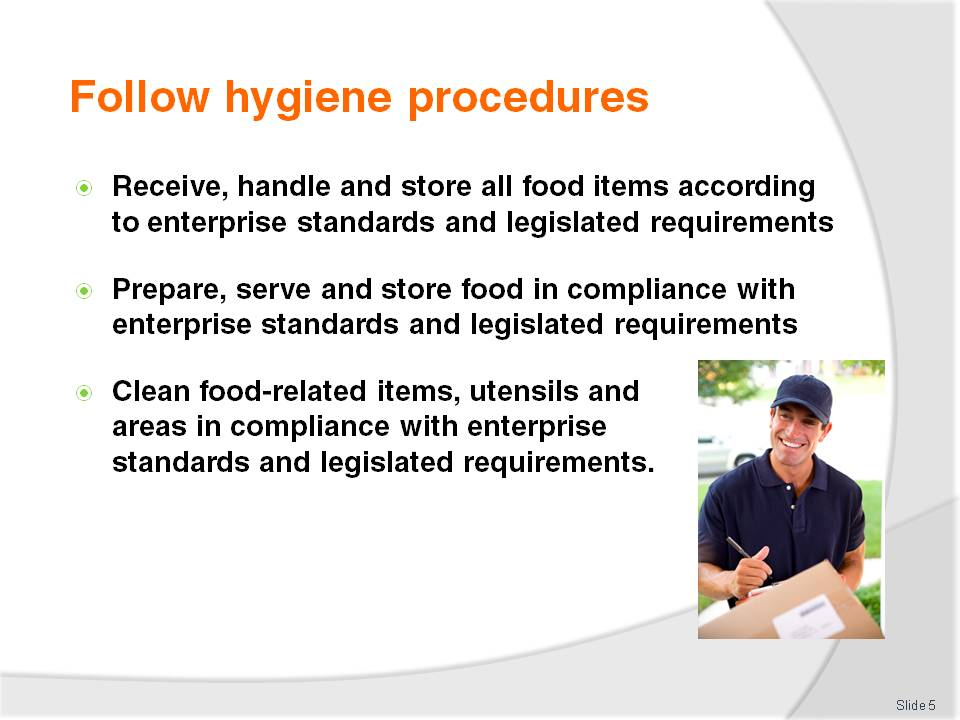 Follow hygiene procedures
Receive, handle and store all food items according
to enterprise standards and legislated requirements
Prepare, serve and store food in compliance with
enterprise standards and legislated requirements
Clean food-related items, utensils and
areas in compliance with enterprise
standards and legislated requirements.
Slide 5